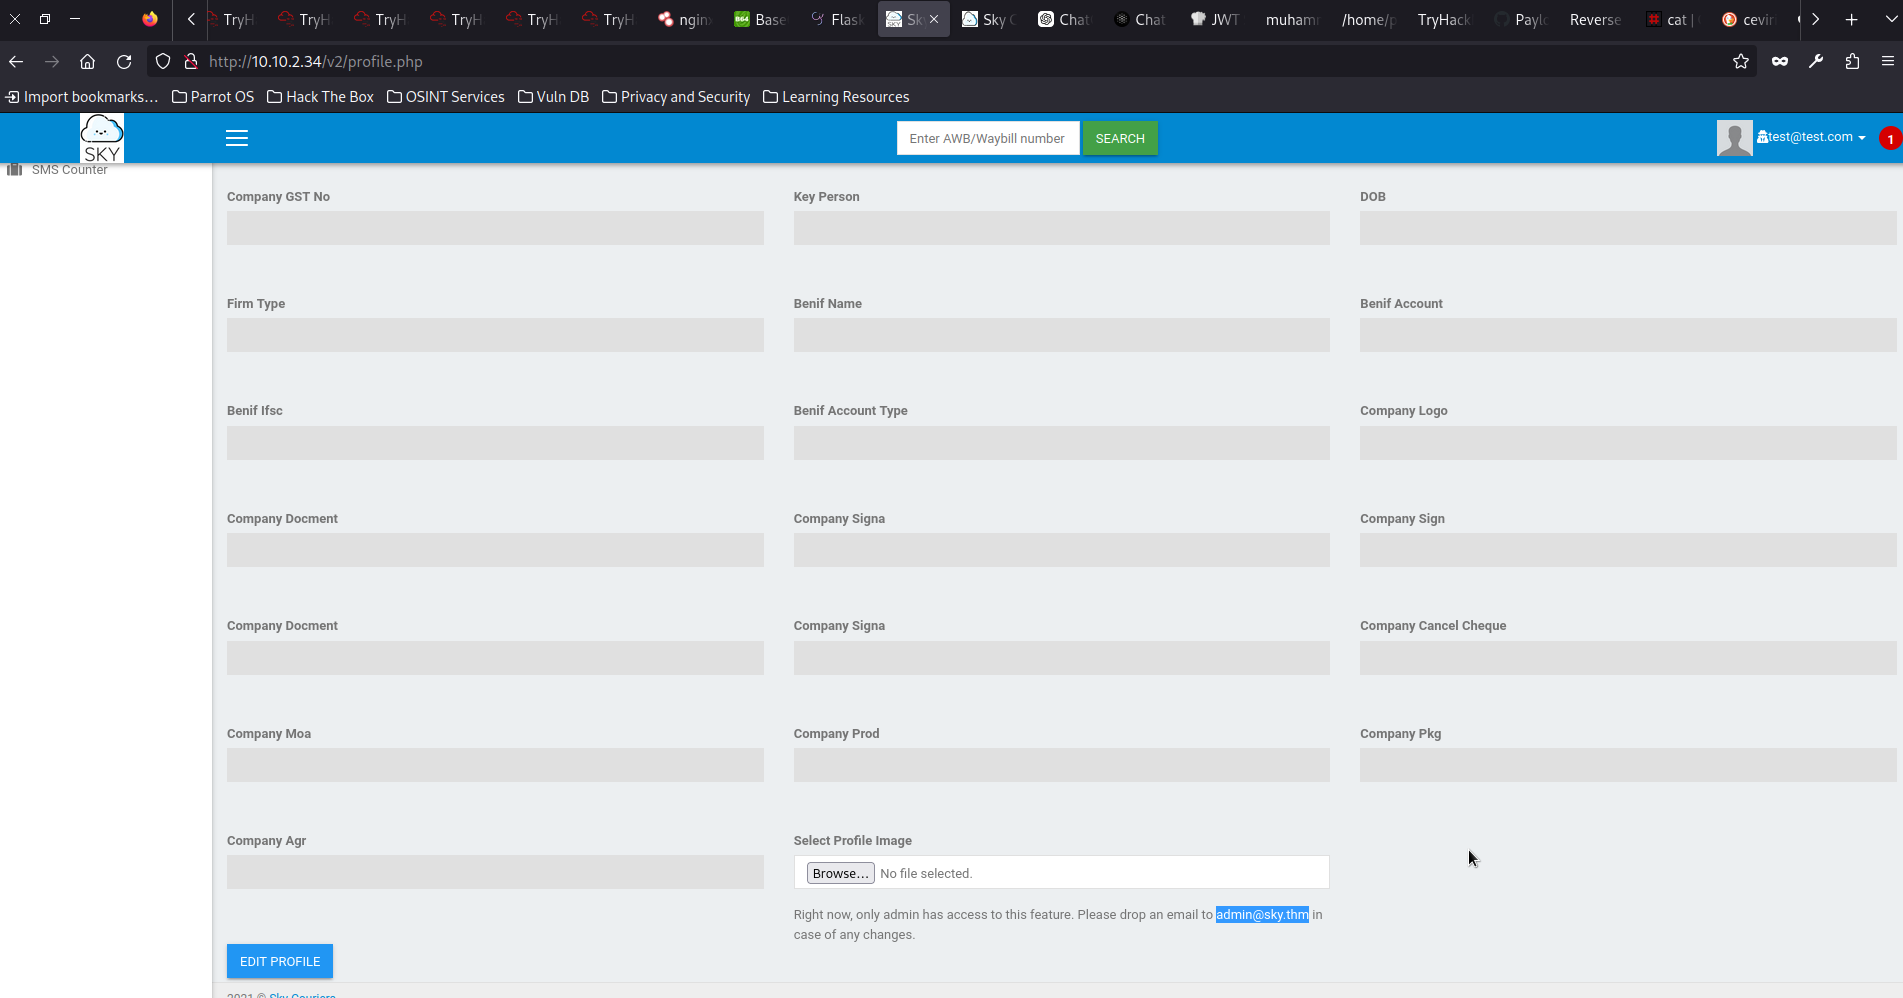 TryH TryH TryH TryH TryH TryH nginx B64 Base Flask Sky Sky C Chat Chat JWT muhamm /home/p TryHack Paylo Reverse cat | cevir
http://10.10.2.34/v2/profile.php
Import bookmarks... Parrot OS Hack The Box OSINT Services Vuln DB Privacy and Security Learning Resources
SKY
Enter AWB/Waybill number SEARCH
test@test.com 1
SMS Counter
Company GST No Key Person DOB
Firm Type Benif Name Benif Account
Benif Ifsc Benif Account Type Company Logo
Company Docment Company Signa Company Sign
Company Docment Company Signa Company Cancel Cheque
Company Moa Company Prod Company Pkg
Company Agr Select Profile Image
Browse... No file selected.
Right now, only admin has access to this feature. Please drop an email to admin@sky.thm in
case of any changes.
EDIT PROFILE
2021 © Sky Couriers